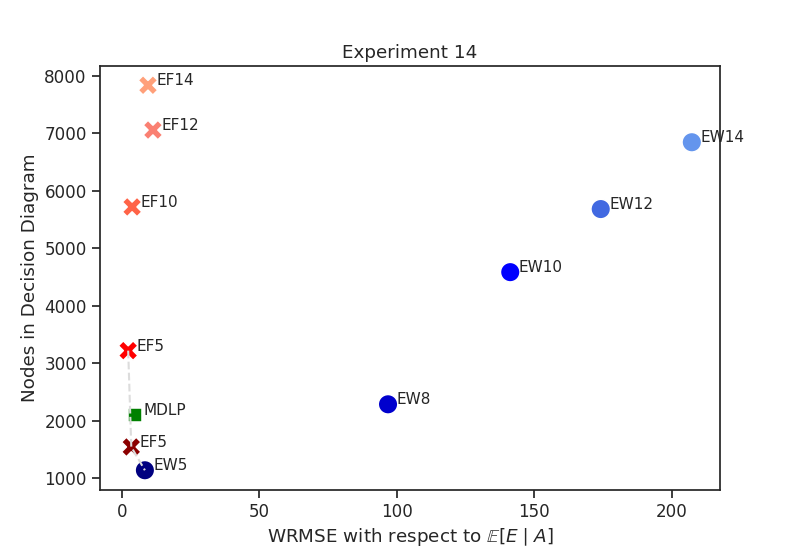 Experiment 14
Nodes in Decision Diagram
8000
7000
6000
5000
4000
3000
2000
1000
EF14
EF12
EW14
EF10
EW12
EW10
EF5
EW8
MDLP
EF5
EW5
0
50
100
150
200
WRMSE with respect to 𝔼[E | A]